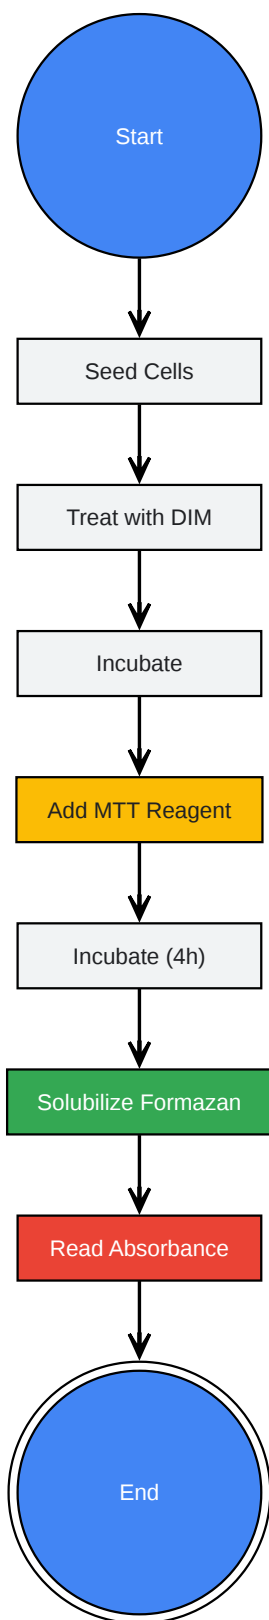 Start
Seed Cells
Treat with DIM
Incubate
Add MTT Reagent
Incubate (4h)
Solubilize Formazan
Read Absorbance
End